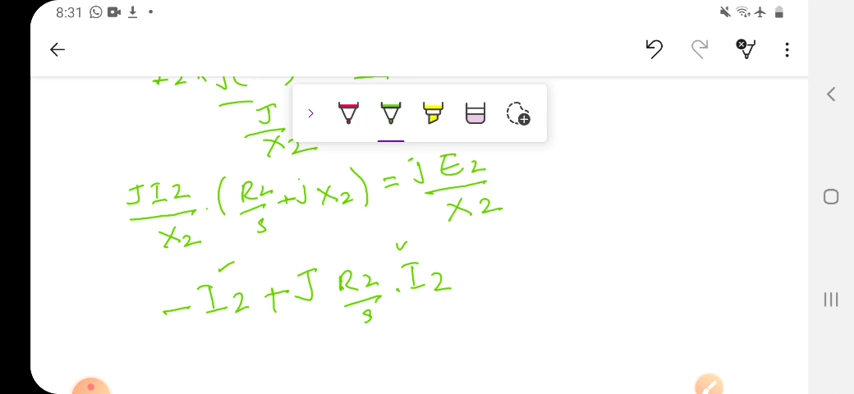 8:31
J
X2
JI2/X2 . (R2/s + jX2) = jE2/X2
-I2 + J R2/s . I2